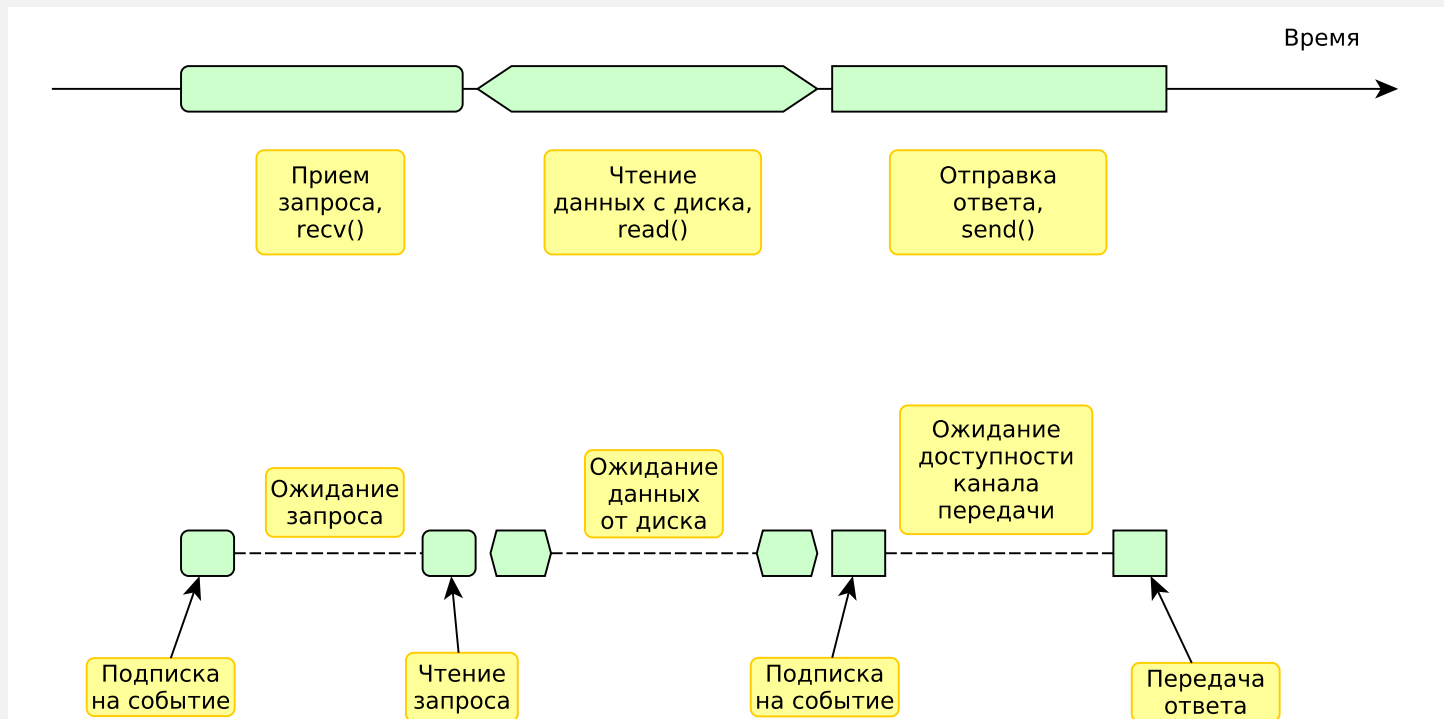 Время
Прием
запроса,
recv()
Чтение
данных с диска,
read()
Отправка
ответа,
send()
Ожидание
запроса
Ожидание
данных
от диска
Ожидание
доступности
канала
передачи
Подписка
на событие
Чтение
запроса
Подписка
на событие
Передача
ответа